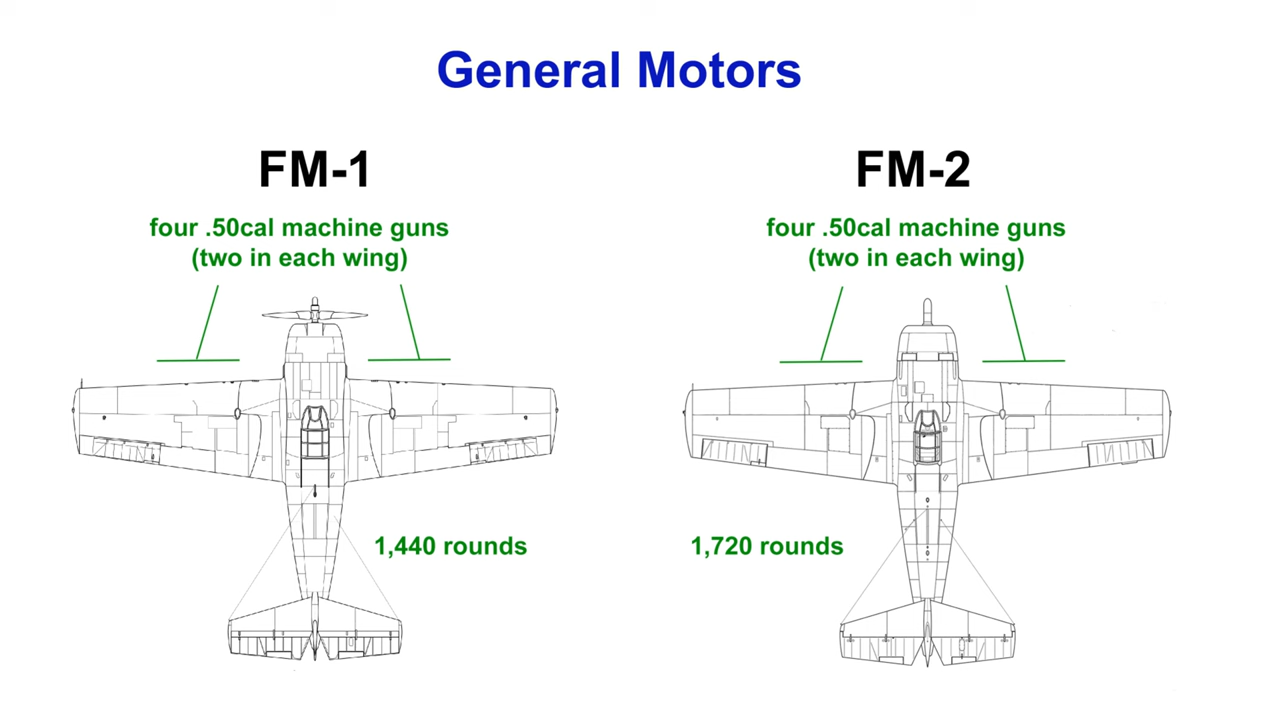 General Motors
FM-1
four .50cal machine guns
(two in each wing)
1,440 rounds
FM-2
four .50cal machine guns
(two in each wing)
1,720 rounds